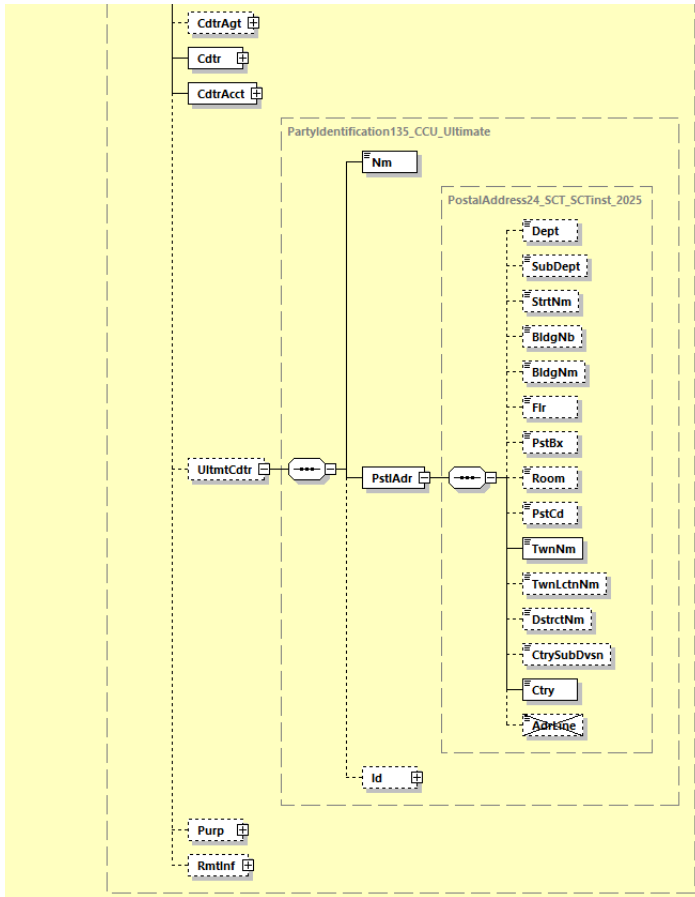 CdtrAgt
Cdtr
CdtrAcct
PartyIdentification135_CCU_Ultimate
Nm
PostalAddress24_SCT_SCTinst_2025
Dept
SubDept
StrtNm
BldgNb
BldgNm
Flr
PstBx
UltmtCdtr
PstlAdr
Room
PstCd
TwnNm
TwnLctnNm
DstrctNm
CtrySubDvsn
Ctry
AdrLine
Id
Purp
RmtInf